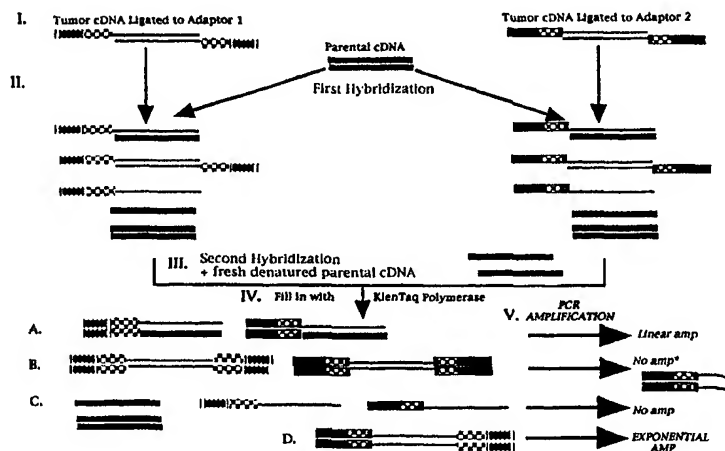 I. Tumor cDNA Ligated to Adaptor 1
Tumor cDNA Ligated to Adaptor 2
Parental cDNA
II. First Hybridization
III. Second Hybridization
+ fresh denatured parental cDNA
IV. Fill in with KlenTaq Polymerase
V. PCR
AMPLIFICATION
A. Linear amp
B. No amp*
C. No amp
D. EXPONENTIAL
AMP